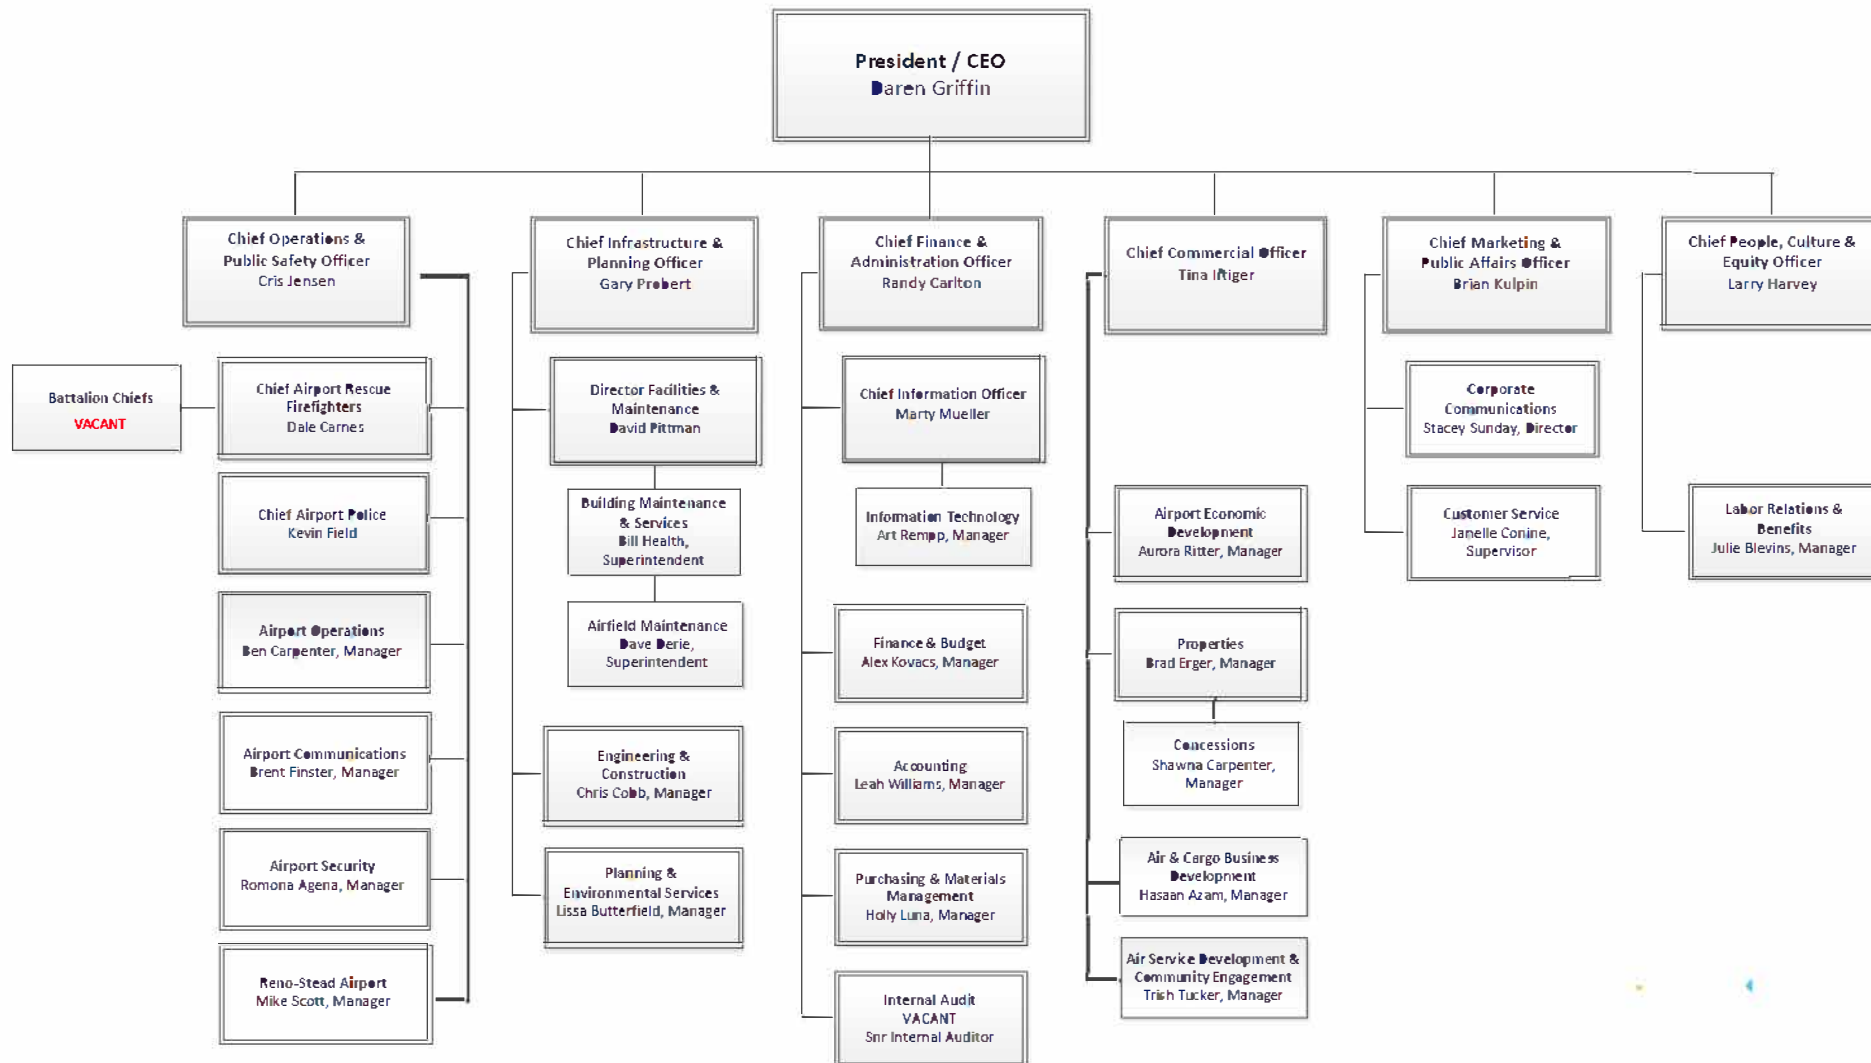 President / CEO
Daren Griffin
Chief Operations &
Public Safety Officer
Cris Jensen
Chief Infrastructure &
Planning Officer
Gary Probert
Chief Finance &
Administration Officer
Randy Carlton
Chief Commercial Officer
Tina Iftiger
Chief Marketing &
Public Affairs Officer
Brian Kulpin
Chief People, Culture &
Equity Officer
Larry Harvey
Battalion Chiefs
VACANT
Chief Airport Rescue
Firefighters
Dale Carnes
Chief Airport Police
Kevin Field
Airport Operations
Ben Carpenter, Manager
Airport Communications
Brent Finster, Manager
Airport Security
Romona Agena, Manager
Reno-Stead Airport
Mike Scott, Manager
Director Facilities &
Maintenance
David Pittman
Building Maintenance
& Services
Bill Health,
Superintendent
Airfield Maintenance
Dave Derie,
Superintendent
Engineering &
Construction
Chris Cobb, Manager
Planning &
Environmental Services
Lissa Butterfield, Manager
Chief Information Officer
Marty Mueller
Information Technology
Art Rempp, Manager
Finance & Budget
Alex Kovacs, Manager
Accounting
Leah Williams, Manager
Purchasing & Materials
Management
Holly Luna, Manager
Internal Audit
VACANT
Snr Internal Auditor
Airport Economic
Development
Aurora Ritter, Manager
Properties
Brad Erger, Manager
Concessions
Shawna Carpenter,
Manager
Air & Cargo Business
Development
Hasaan Azam, Manager
Air Service Development &
Community Engagement
Trish Tucker, Manager
Corporate
Communications
Stacey Sunday, Director
Customer Service
Janelle Conine,
Supervisor
Labor Relations &
Benefits
Julie Blevins, Manager